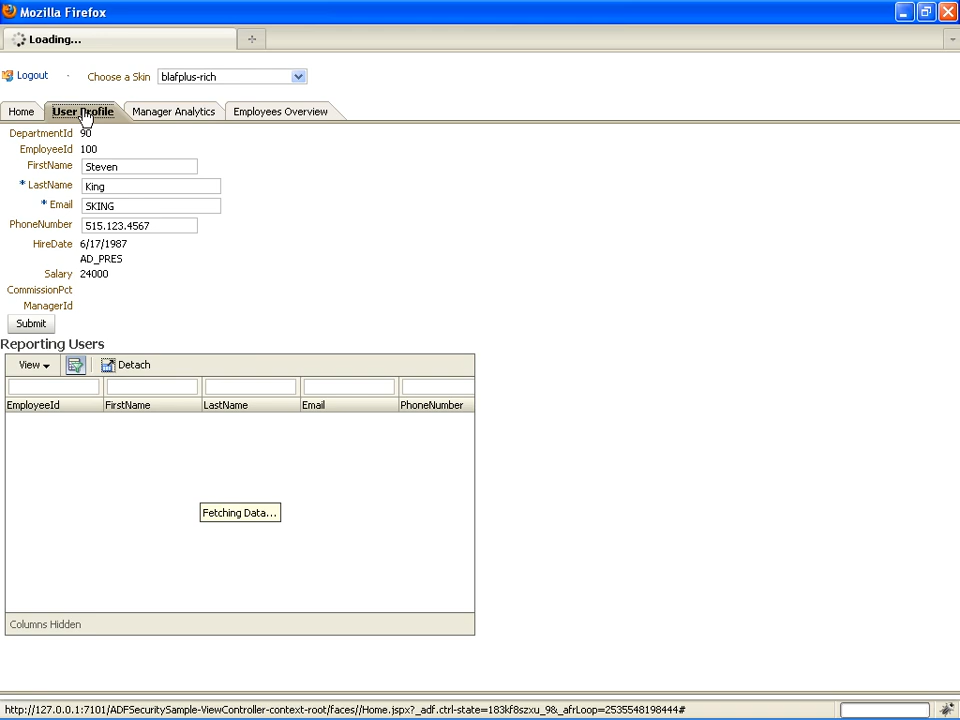 Mozilla Firefox
Loading...
Logout
Choose a Skin blafplus-rich
Home User Profile Manager Analytics Employees Overview
DepartmentId 90
EmployeeId 100
FirstName Steven
* LastName King
* Email SKING
PhoneNumber 515.123.4567
HireDate 6/17/1987
AD_PRES
Salary 24000
CommissionPct
ManagerId
Submit
Reporting Users
View Detach
EmployeeId FirstName LastName Email PhoneNumber
Fetching Data...
Columns Hidden
http://127.0.0.1:7101/ADFSecuritySample-ViewController-context-root/faces//Home.jspx?_adf.ctrl-state=183kf8szxu_9&_afrLoop=2535548198444#